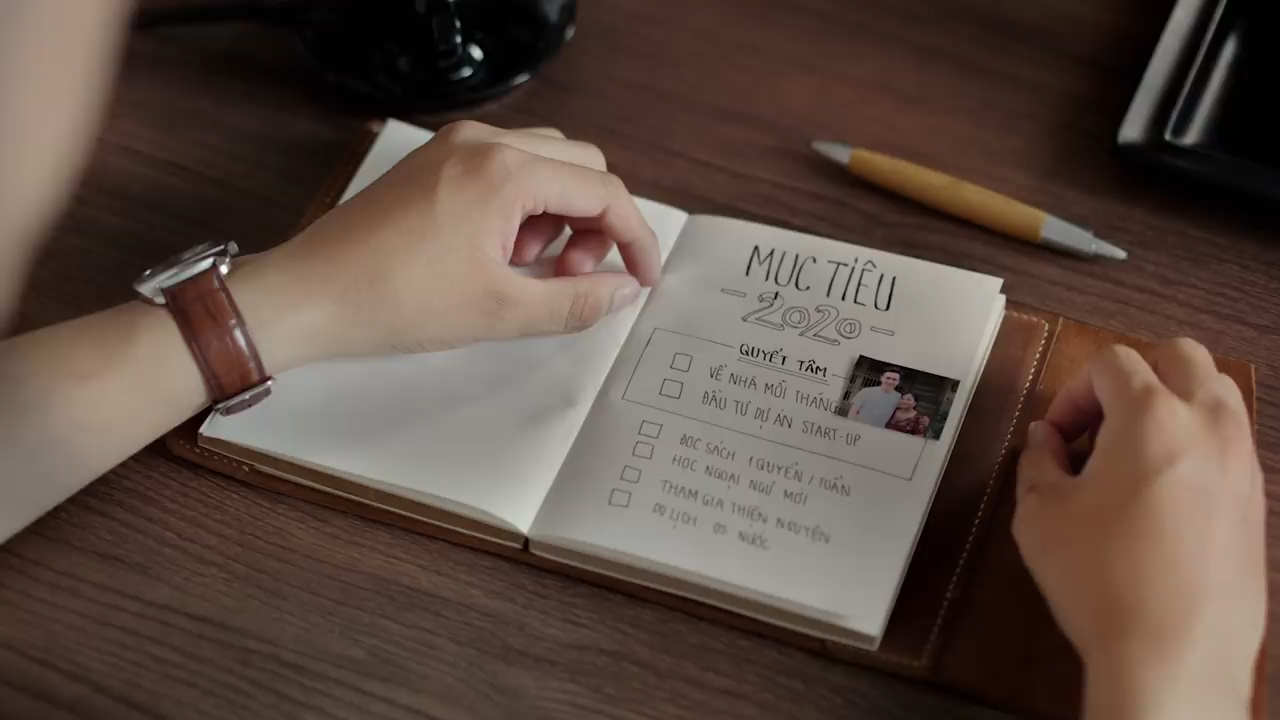 MỤC TIÊU
- 2020 -
QUYẾT TÂM
VỀ NHÀ MỖI THÁNG
ĐẦU TƯ DỰ ÁN START-UP
ĐỌC SÁCH 1 QUYỂN / TUẦN
HỌC NGOẠI NGỮ MỚI
THAM GIA THIỆN NGUYỆN
DU LỊCH 05 NƯỚC